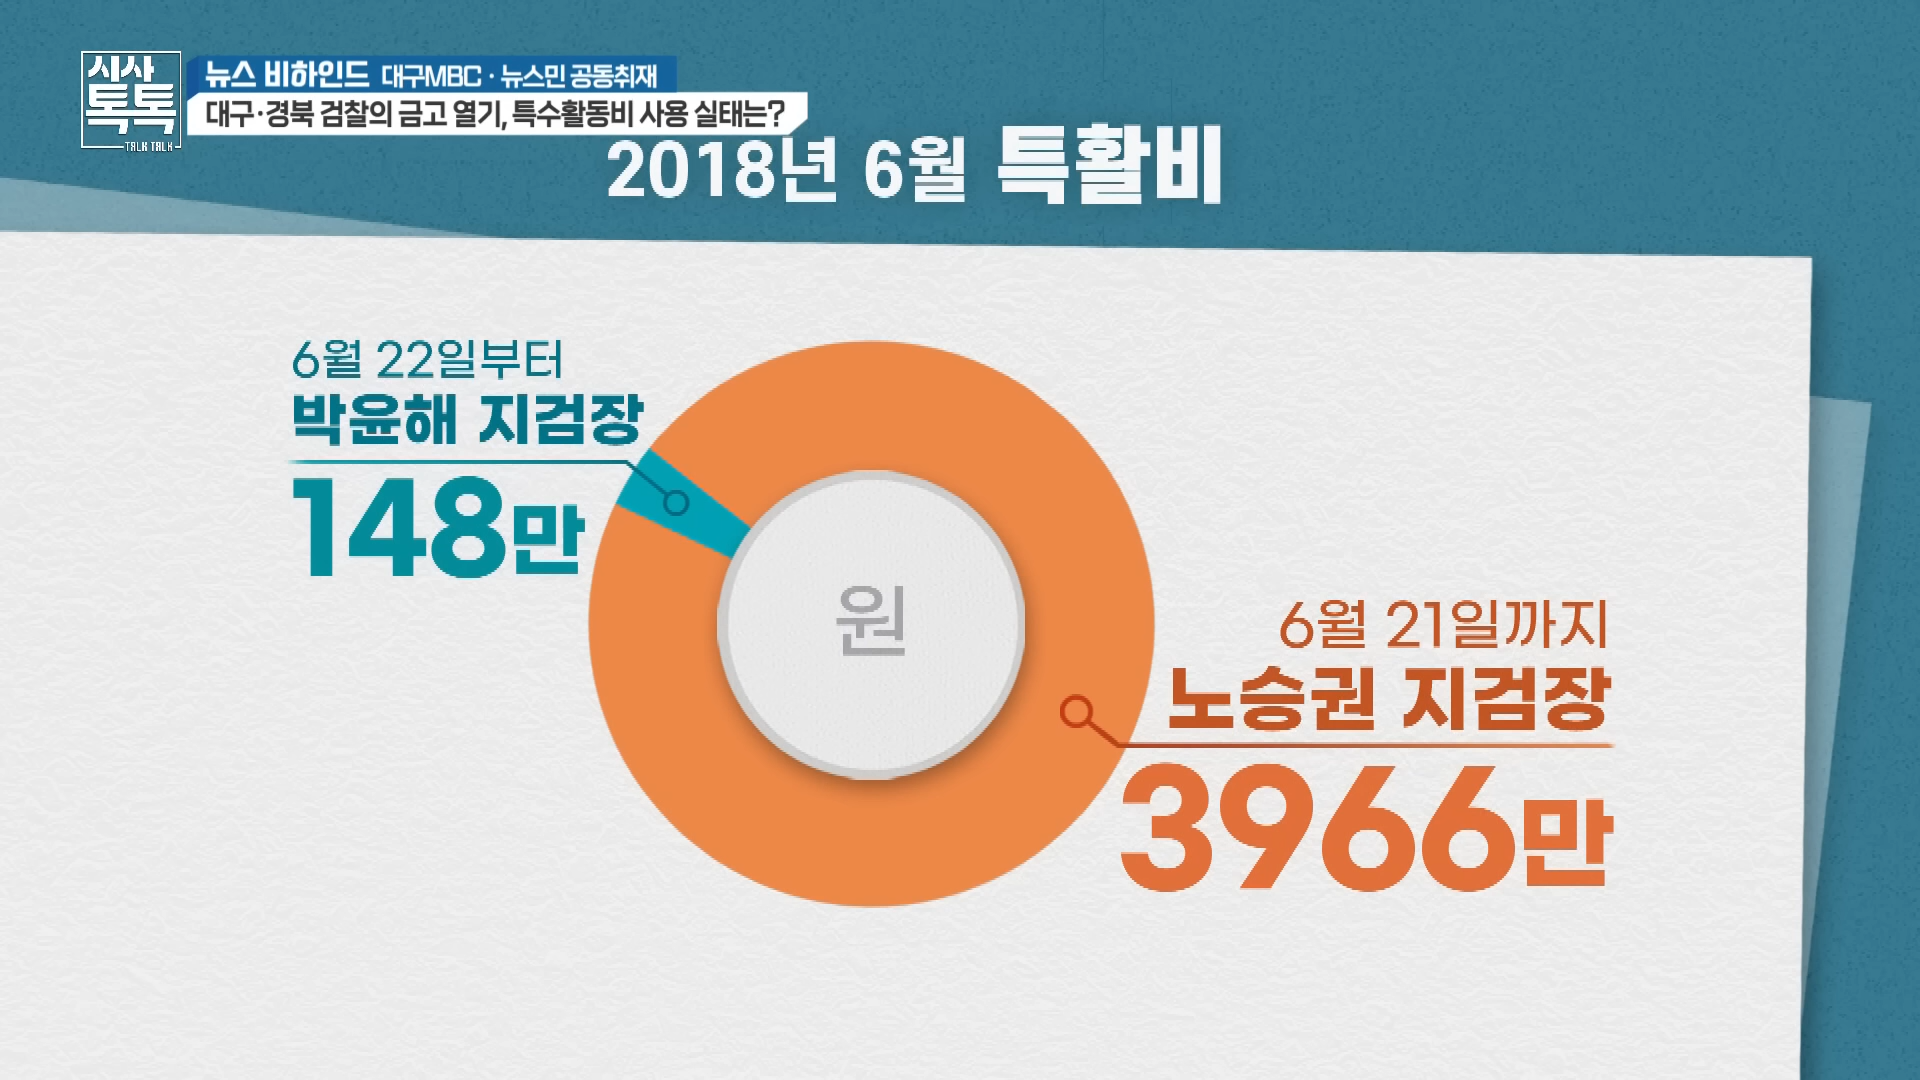 시사
톡톡
TALK TALK
뉴스 비하인드 대구MBC · 뉴스민 공동취재
대구·경북 검찰의 금고 열기, 특수활동비 사용 실태는?
2018년 6월 특활비
6월 22일부터
박윤해 지검장
148만
원
6월 21일까지
노승권 지검장
3966만